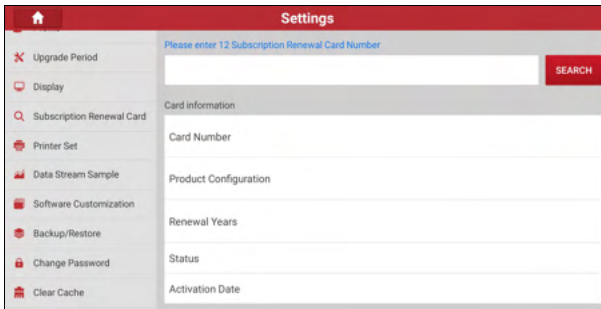 Settings
Upgrade Period
Display
Subscription Renewal Card
Printer Set
Data Stream Sample
Software Customization
Backup/Restore
Change Password
Clear Cache
Please enter 12 Subscription Renewal Card Number
SEARCH
Card information
Card Number
Product Configuration
Renewal Years
Status
Activation Date